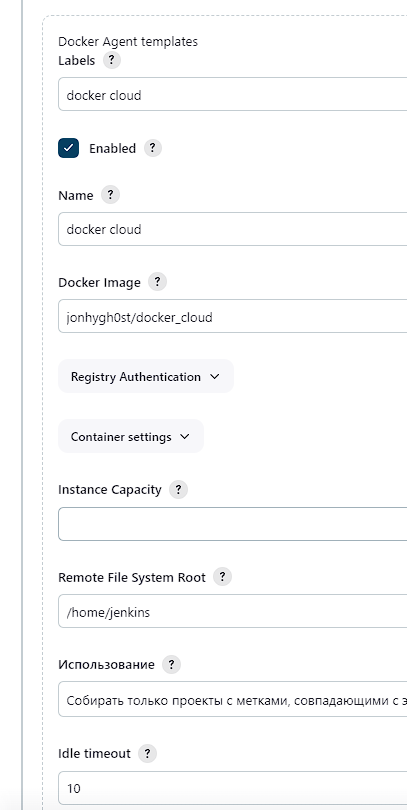 Docker Agent templates
Labels ?
docker cloud
Enabled ?
Name ?
docker cloud
Docker Image ?
jonhygh0st/docker_cloud
Registry Authentication
Container settings
Instance Capacity ?
Remote File System Root ?
/home/jenkins
Использование ?
Собирать только проекты с метками, совпадающими с
Idle timeout ?
10